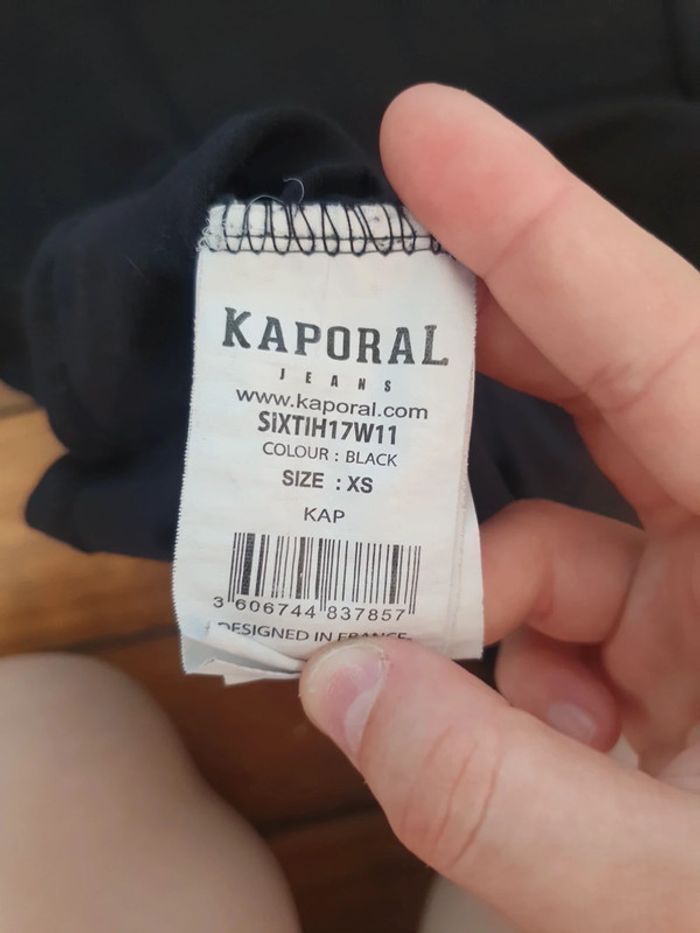 KAPORAL
JEANS
www.kaporal.com
SiXTIH17W11
COLOUR : BLACK
SIZE : XS
KAP
3 606744 837857
DESIGNED IN FRANCE